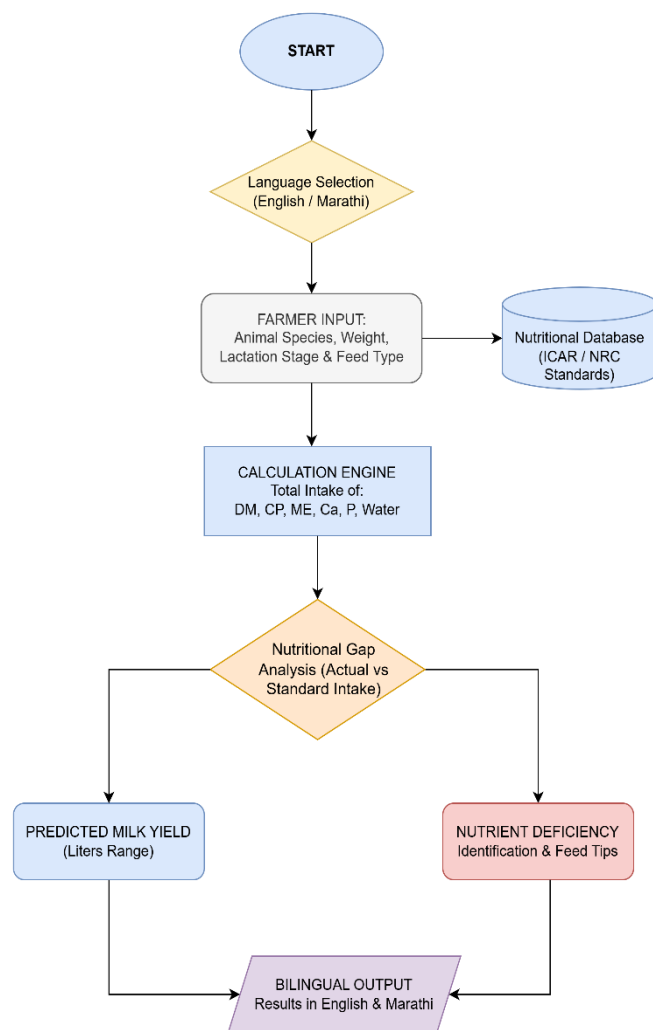 START
Language Selection
(English / Marathi)
FARMER INPUT:
Animal Species, Weight,
Lactation Stage & Feed Type
Nutritional Database
(ICAR / NRC
Standards)
CALCULATION ENGINE
Total Intake of:
DM, CP, ME, Ca, P, Water
Nutritional Gap
Analysis (Actual vs
Standard Intake)
PREDICTED MILK YIELD
(Liters Range)
NUTRIENT DEFICIENCY
Identification & Feed Tips
BILINGUAL OUTPUT
Results in English & Marathi